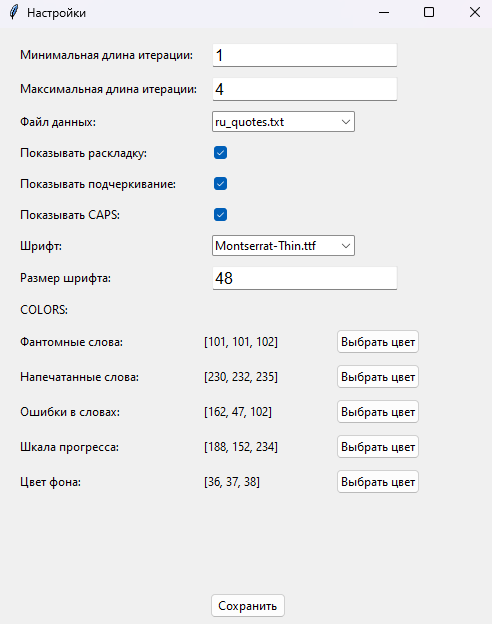 Настройки
Минимальная длина итерации: 1
Максимальная длина итерации: 4
Файл данных: ru_quotes.txt
Показывать раскладку:
Показывать подчеркивание:
Показывать CAPS:
Шрифт: Montserrat-Thin.ttf
Размер шрифта: 48
COLORS:
Фантомные слова: [101, 101, 102] Выбрать цвет
Напечатанные слова: [230, 232, 235] Выбрать цвет
Ошибки в словах: [162, 47, 102] Выбрать цвет
Шкала прогресса: [188, 152, 234] Выбрать цвет
Цвет фона: [36, 37, 38] Выбрать цвет
Сохранить